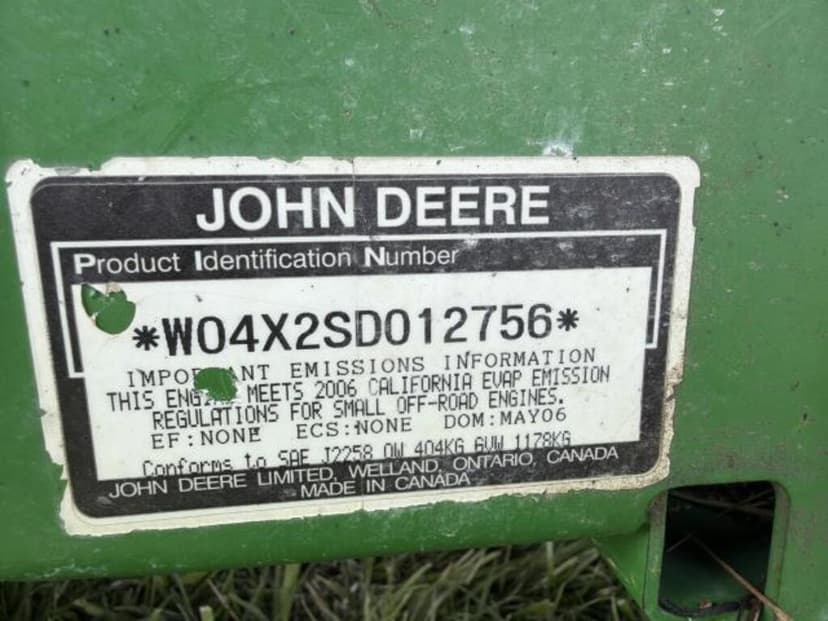 JOHN DEERE
Product Identification Number
*W04X2SD012756*
IMPORTANT EMISSIONS INFORMATION
THIS ENGINE MEETS 2006 CALIFORNIA EVAP EMISSION
REGULATIONS FOR SMALL OFF-ROAD ENGINES.
EF:NONE ECS:NONE DOM:MAY06
Conforms to SAE J2258 OW 404KG GVW 1178KG
JOHN DEERE LIMITED, WELLAND, ONTARIO, CANADA
MADE IN CANADA